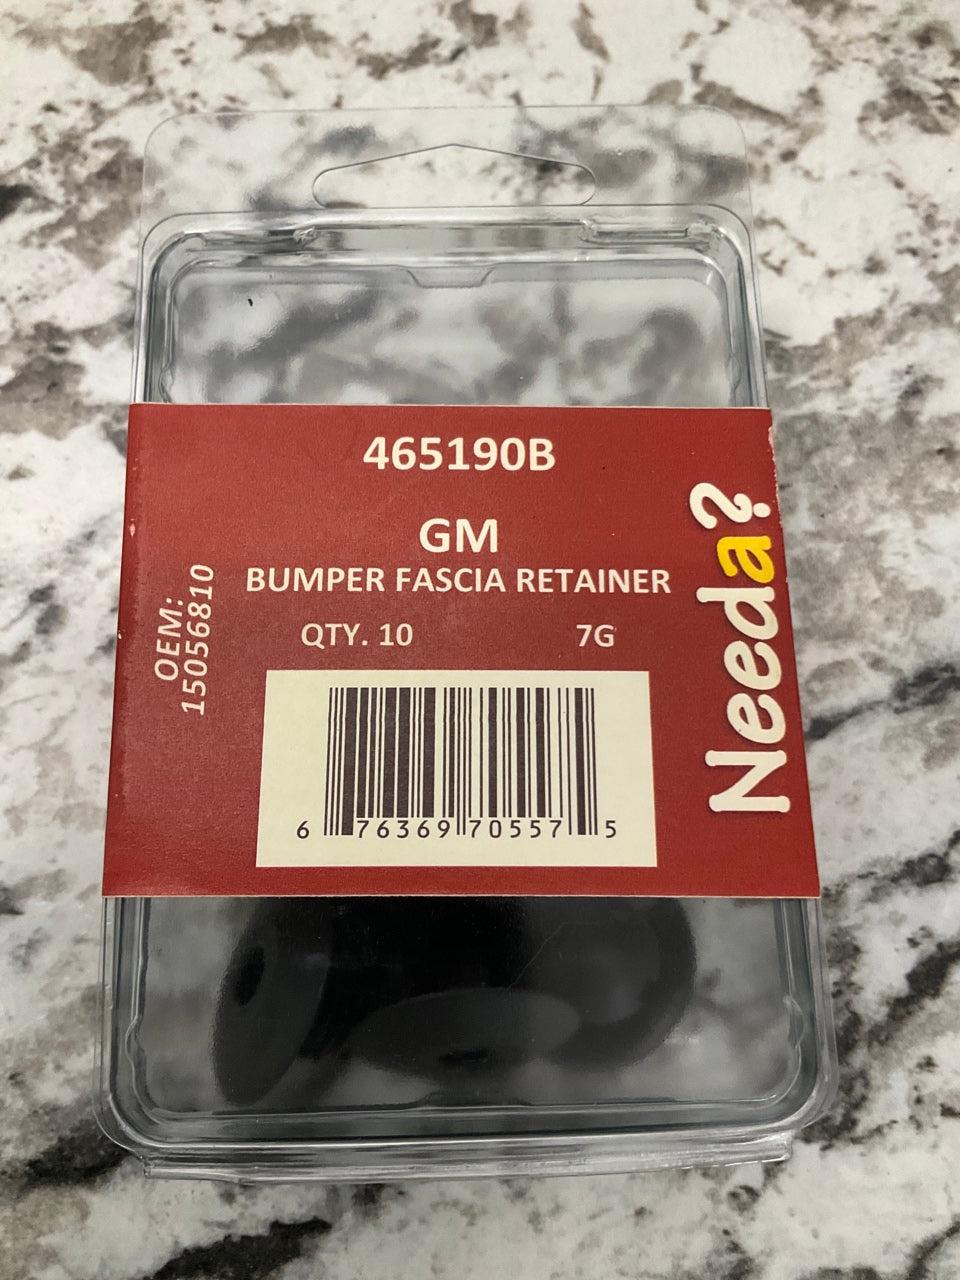 465190B
GM
BUMPER FASCIA RETAINER
QTY. 10 7G
OEM:
15056810
Needa?
6 76369 70557 5